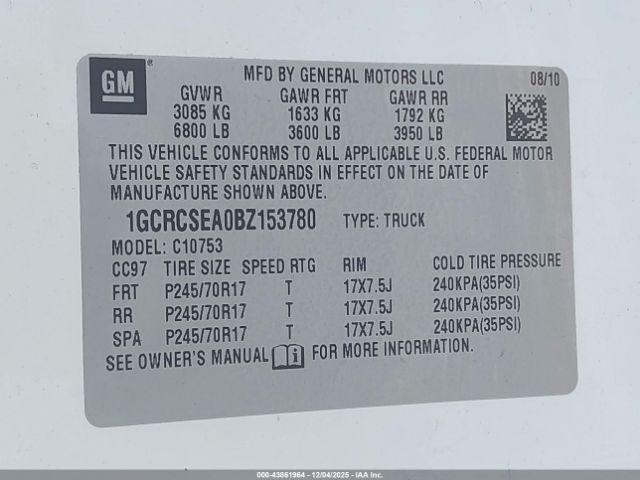 GM ®
MFD BY GENERAL MOTORS LLC 08/10
GVWR GAWR FRT GAWR RR
3085 KG 1633 KG 1792 KG
6800 LB 3600 LB 3950 LB
THIS VEHICLE CONFORMS TO ALL APPLICABLE U.S. FEDERAL MOTOR
VEHICLE SAFETY STANDARDS IN EFFECT ON THE DATE OF
MANUFACTURE SHOWN ABOVE.
1GCRCSEA0BZ153780 TYPE: TRUCK
MODEL: C10753
CC97 TIRE SIZE SPEED RTG RIM COLD TIRE PRESSURE
FRT P245/70R17 T 17X7.5J 240KPA(35PSI)
RR P245/70R17 T 17X7.5J 240KPA(35PSI)
SPA P245/70R17 T 17X7.5J 240KPA(35PSI)
SEE OWNER'S MANUAL i FOR MORE INFORMATION.
000-43861964 - 12/04/2025 - IAA Inc.